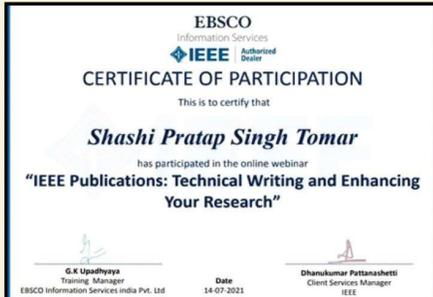 EBSCO
Information Services
IEEE Authorized
Dealer
CERTIFICATE OF PARTICIPATION
This is to certify that
Shashi Pratap Singh Tomar
has participated in the online webinar
“IEEE Publications: Technical Writing and Enhancing
Your Research”
G.K Upadhyaya
Training Manager
EBSCO Information Services india Pvt. Ltd
Date
14-07-2021
Dhanukumar Pattanashetti
Client Services Manager
IEEE